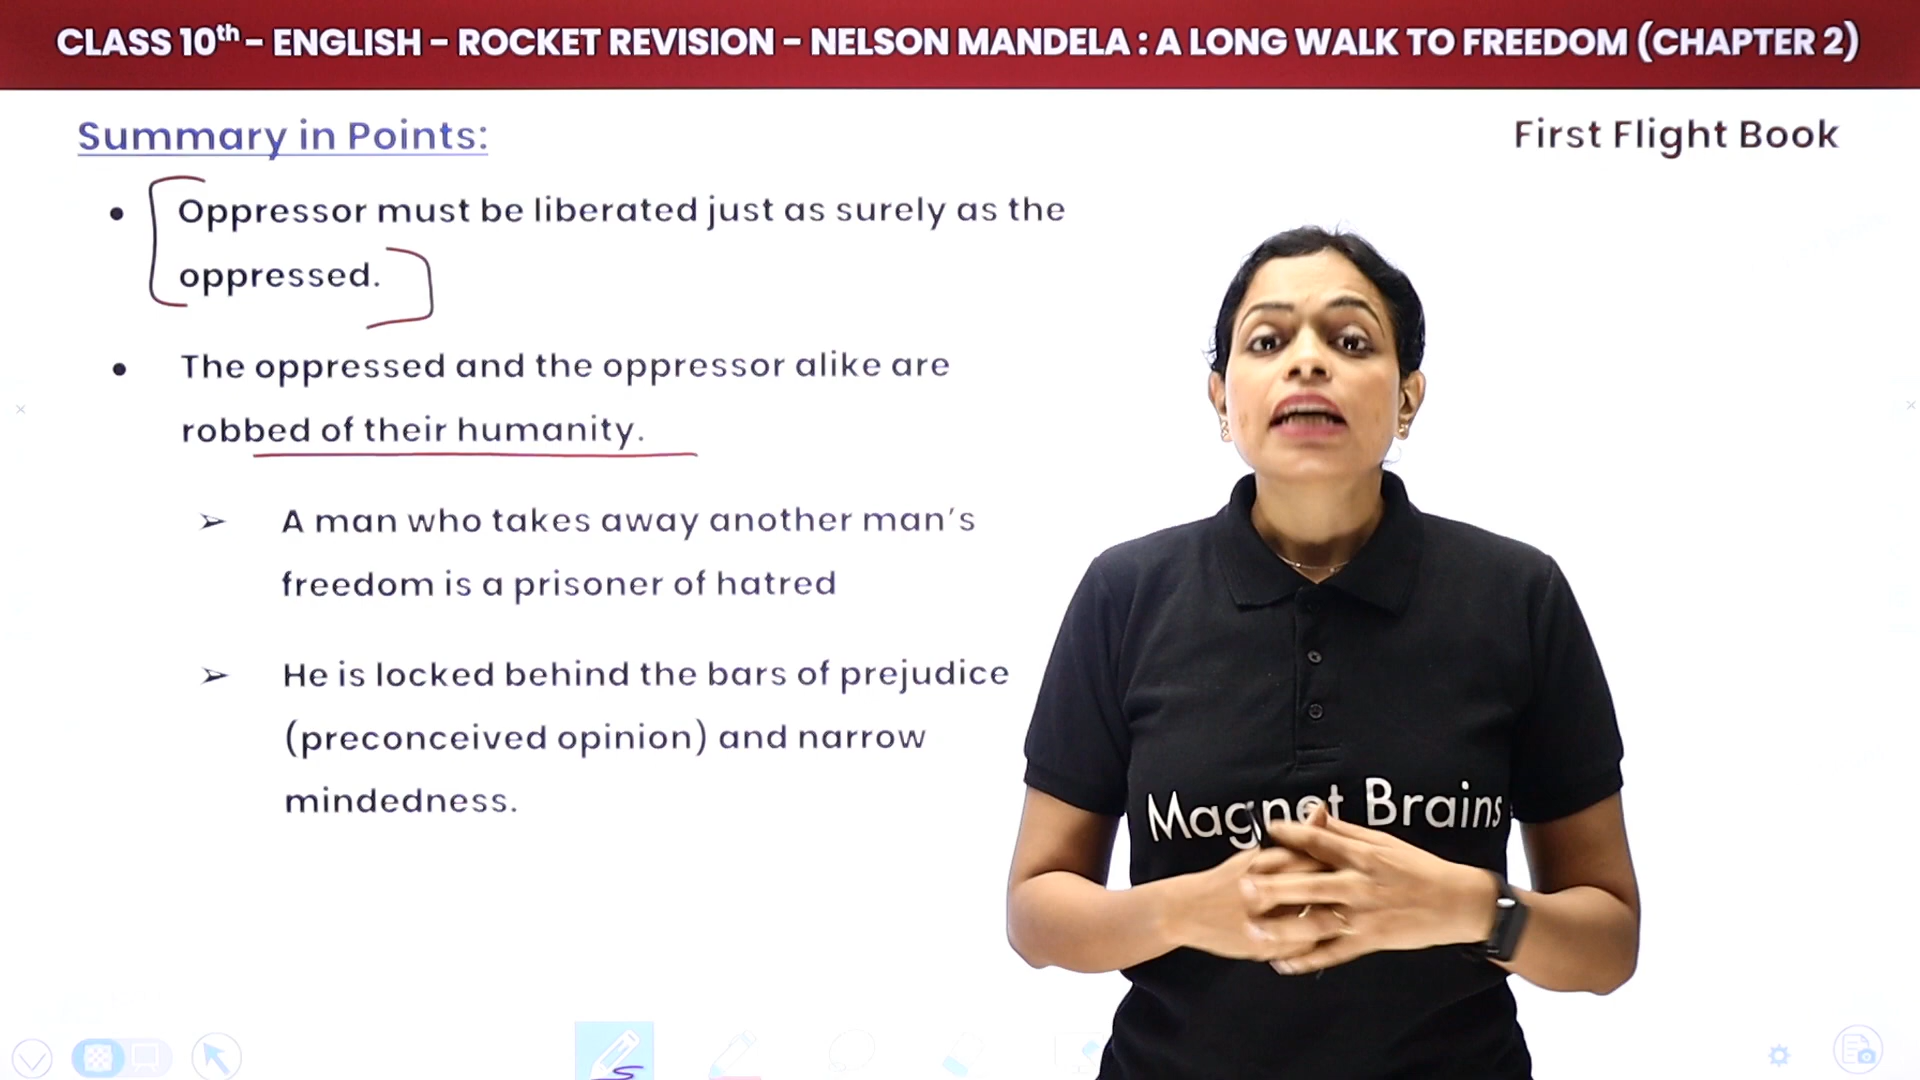 CLASS 10th - ENGLISH - ROCKET REVISION - NELSON MANDELA : A LONG WALK TO FREEDOM (CHAPTER 2)
Summary in Points:
First Flight Book
• Oppressor must be liberated just as surely as the
oppressed.
• The oppressed and the oppressor alike are
robbed of their humanity.
➢ A man who takes away another man's
freedom is a prisoner of hatred
➢ He is locked behind the bars of prejudice
(preconceived opinion) and narrow
mindedness.
Magnet Brains